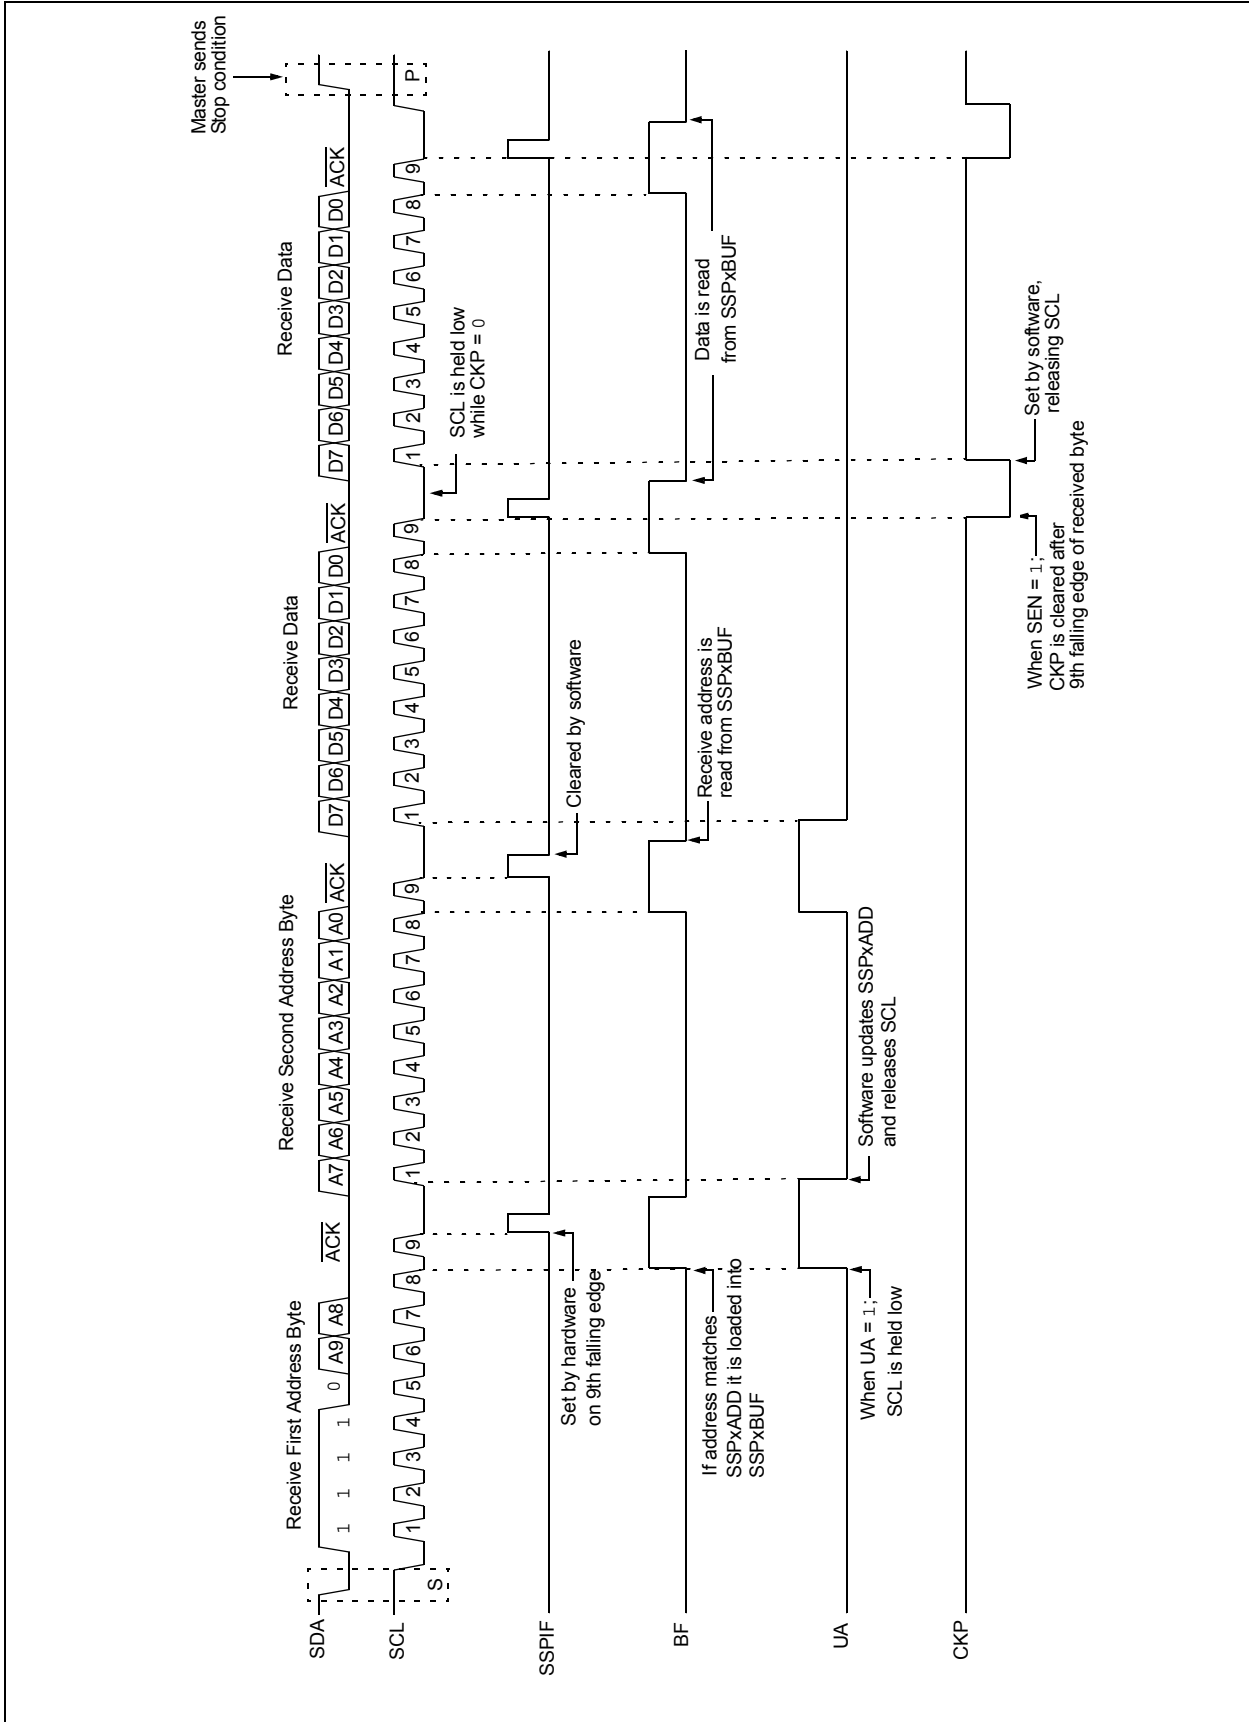 Master sends
Stop condition
Receive First Address Byte
Receive Second Address Byte
Receive Data
Receive Data
SDA
1 1 1 1 0 A9 A8 ACK A7 A6 A5 A4 A3 A2 A1 A0 ACK D7 D6 D5 D4 D3 D2 D1 D0 ACK D7 D6 D5 D4 D3 D2 D1 D0 ACK
SCL
S 1 2 3 4 5 6 7 8 9 1 2 3 4 5 6 7 8 9 1 2 3 4 5 6 7 8 9 1 2 3 4 5 6 7 8 9 P
SCL is held low
while CKP = 0
SSPIF
Set by hardware
on 9th falling edge
Cleared by software
BF
If address matches
SSPxADD it is loaded into
SSPxBUF
Receive address is
read from SSPxBUF
Data is read
from SSPxBUF
UA
When UA = 1;
SCL is held low
Software updates SSPxADD
and releases SCL
CKP
When SEN = 1;
CKP is cleared after
9th falling edge of received byte
Set by software,
releasing SCL